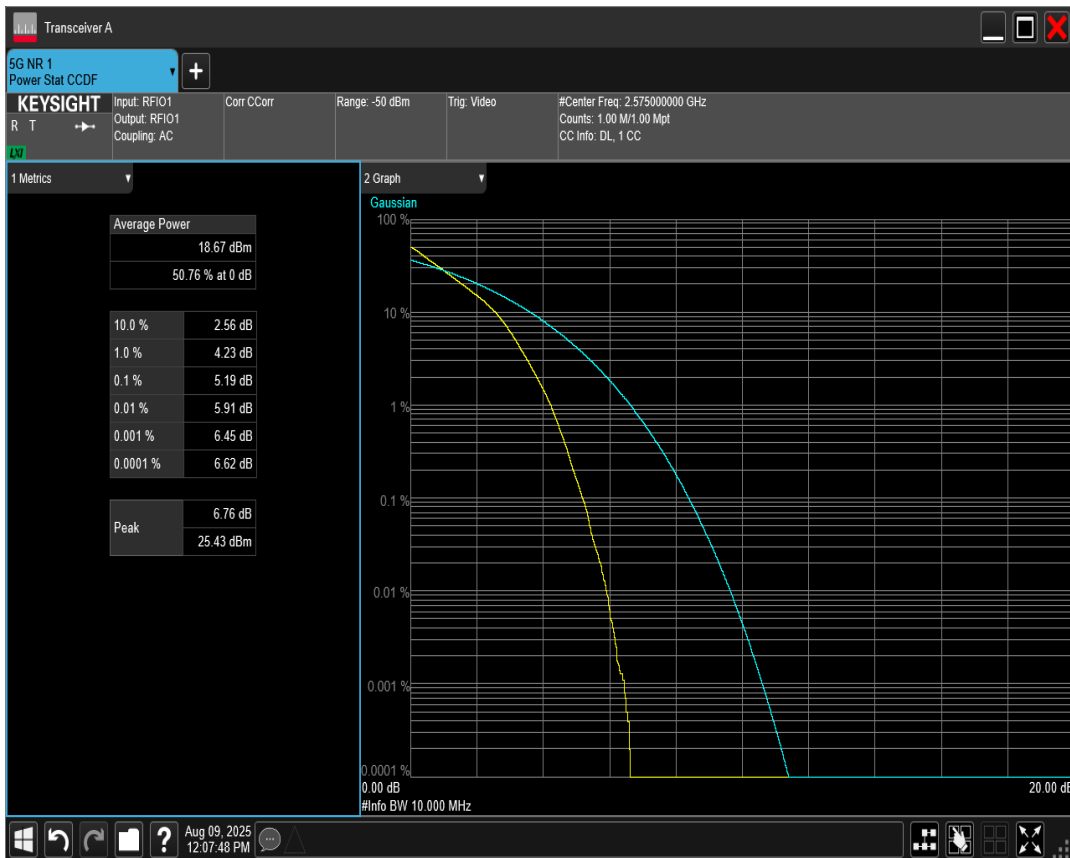 Transceiver A
5G NR 1
Power Stat CCDF
KEYSIGHT
R T
LXI
Input: RFIO1
Output: RFIO1
Coupling: AC
Corr CCorr
Range: -50 dBm
Trig: Video
#Center Freq: 2.575000000 GHz
Counts: 1.00 M/1.00 Mpt
CC Info: DL, 1 CC
1 Metrics
Average Power
18.67 dBm
50.76 % at 0 dB
10.0 % 2.56 dB
1.0 % 4.23 dB
0.1 % 5.19 dB
0.01 % 5.91 dB
0.001 % 6.45 dB
0.0001 % 6.62 dB
Peak 6.76 dB
25.43 dBm
2 Graph
Gaussian
100 %
10 %
1 %
0.1 %
0.01 %
0.001 %
0.0001 %
0.00 dB 20.00 dB
#Info BW 10.000 MHz
? Aug 09, 2025
12:07:48 PM